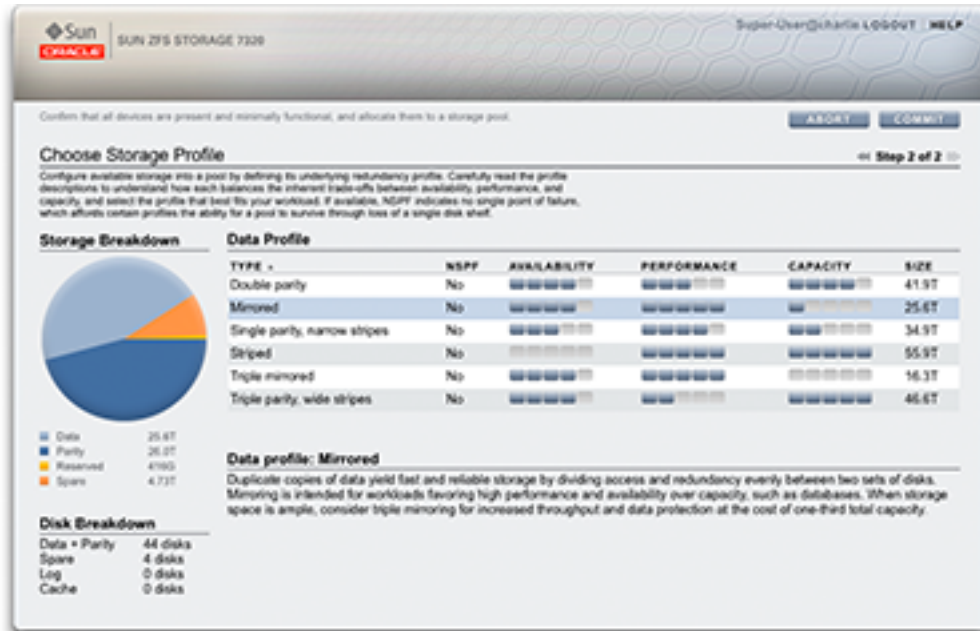 Sun
ORACLE
SUN ZFS STORAGE 7320
Super-User@charlie LOGOUT HELP
Confirm that all devices are present and minimally functional, and allocate them to a storage pool.
ABORT COMMIT
Choose Storage Profile
Step 2 of 2
Configure available storage into a pool by defining its underlying redundancy profile. Carefully read the profile
descriptions to understand how each balances the inherent trade-offs between availability, performance, and
capacity, and select the profile that best fits your workload. If available, NSPF indicates no single point of failure,
which affords certain profiles the ability for a pool to survive through loss of a single disk shelf.
Storage Breakdown
Data 25.6T
Parity 26.0T
Reserved 416G
Spare 4.73T
Disk Breakdown
Data + Parity 44 disks
Spare 4 disks
Log 0 disks
Cache 0 disks
Data Profile
TYPE NSPF AVAILABILITY PERFORMANCE CAPACITY SIZE
Double parity No 41.9T
Mirrored No 25.6T
Single parity, narrow stripes No 34.9T
Striped No 55.9T
Triple mirrored No 16.3T
Triple parity, wide stripes No 46.6T
Data profile: Mirrored
Duplicate copies of data yield fast and reliable storage by dividing access and redundancy evenly between two sets of disks.
Mirroring is intended for workloads favoring high performance and availability over capacity, such as databases. When storage
space is ample, consider triple mirroring for increased throughput and data protection at the cost of one-third total capacity.